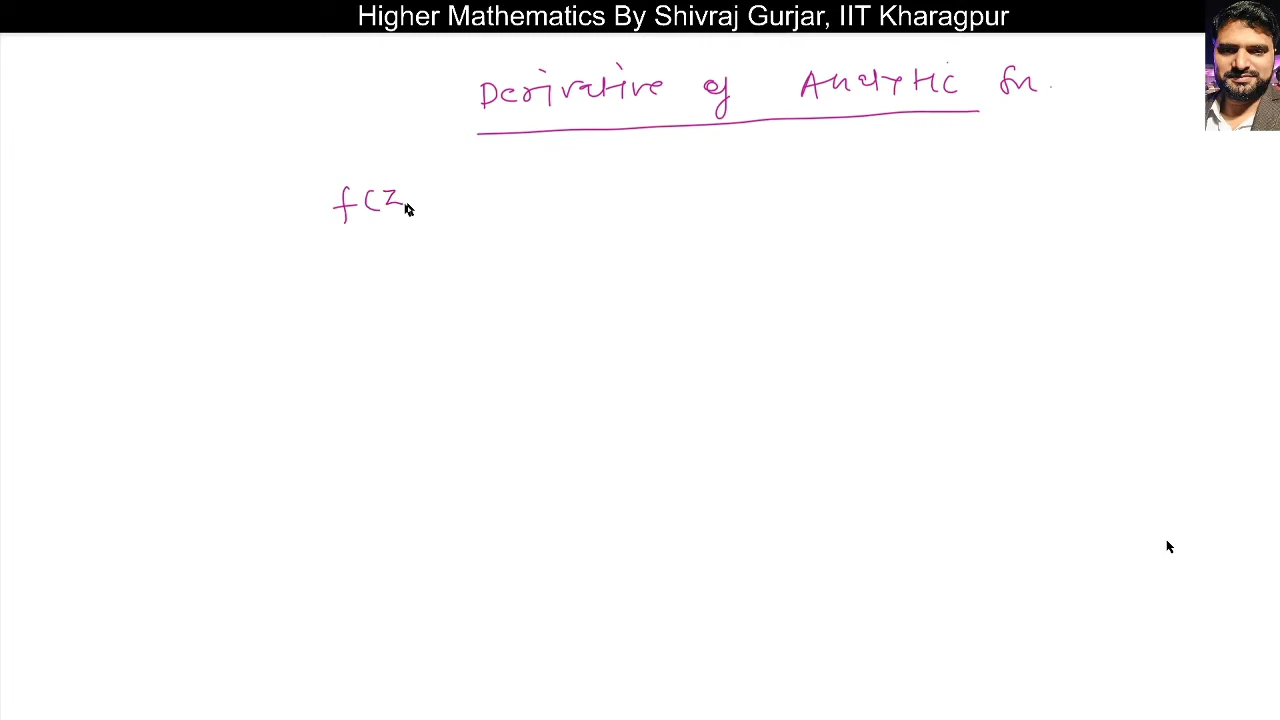 Higher Mathematics By Shivraj Gurjar, IIT Kharagpur
Derivative of Analytic fn.
f(z